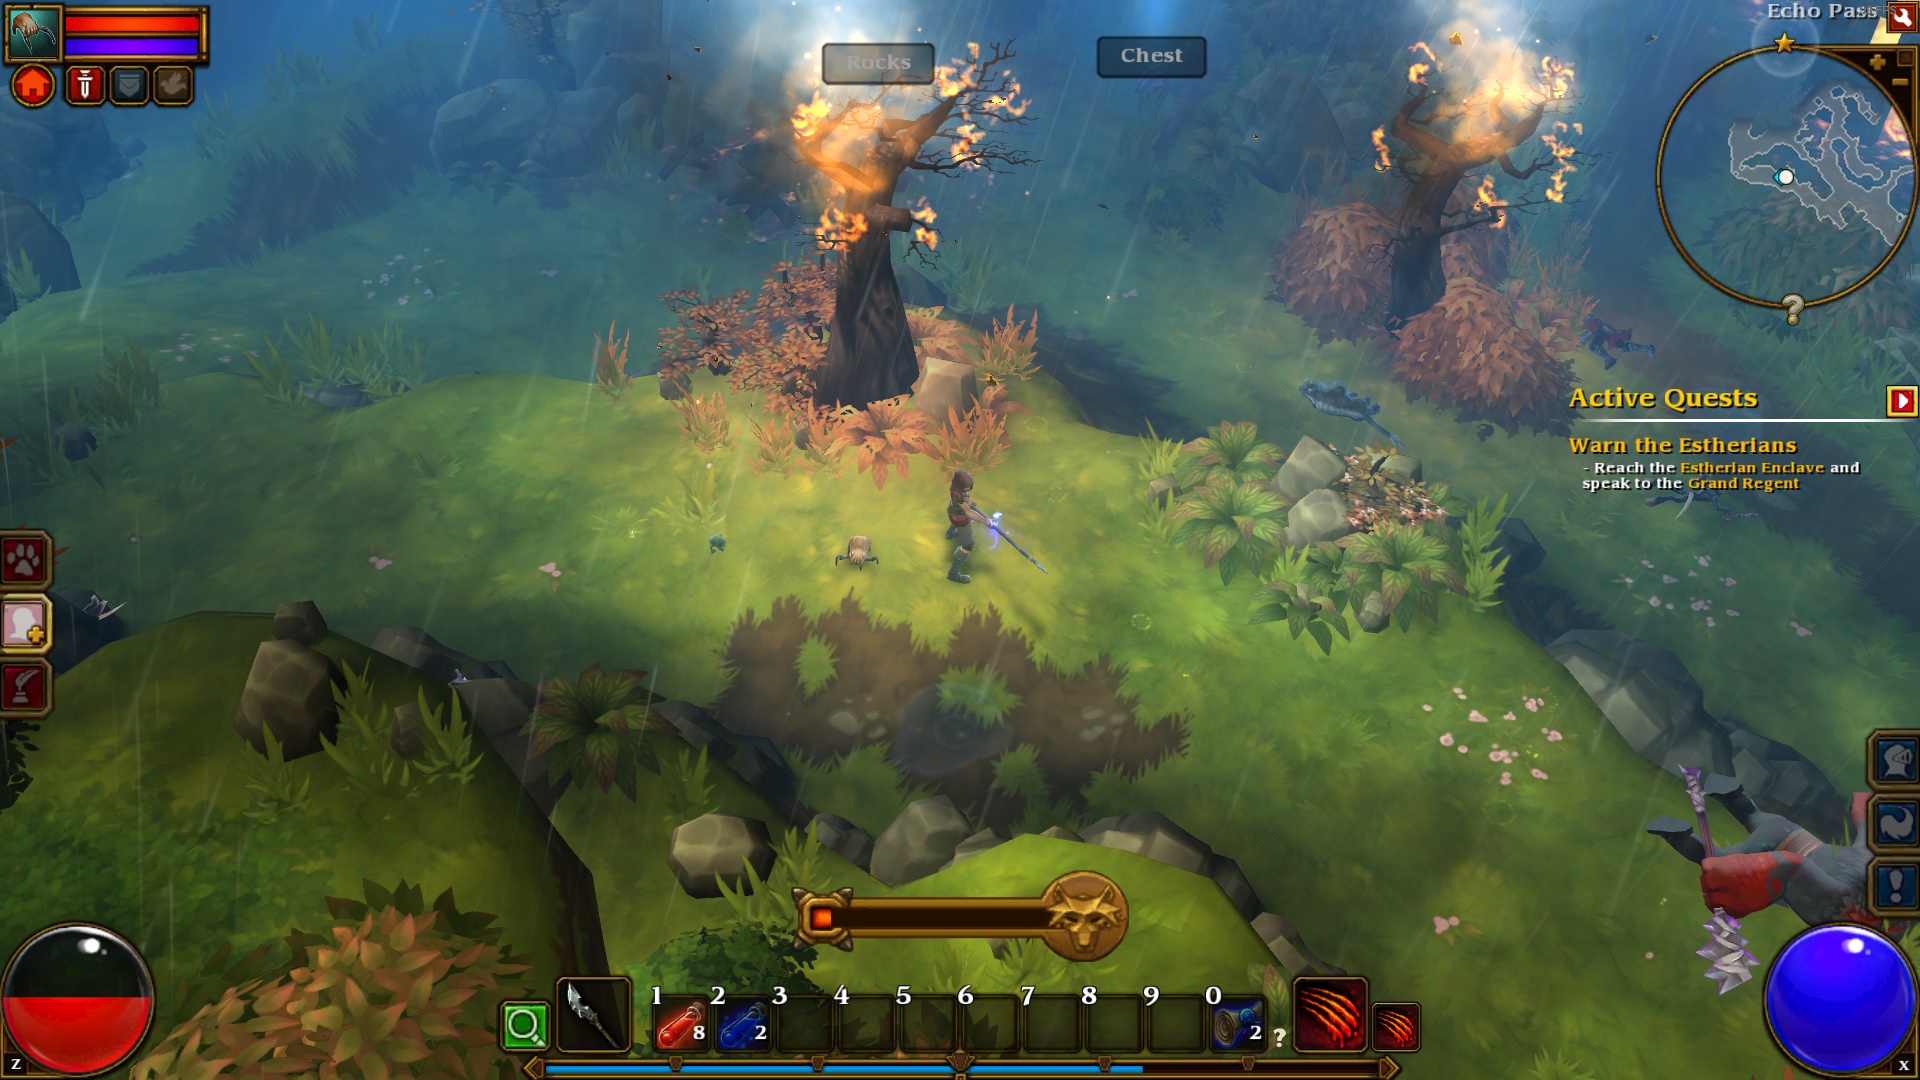 Echo Pass
Rocks
Chest
Active Quests
Warn the Estherians
- Reach the Estherian Enclave and
speak to the Grand Regent
1 2 3 4 5 6 7 8 9 0
8 2 2 ?
Z X